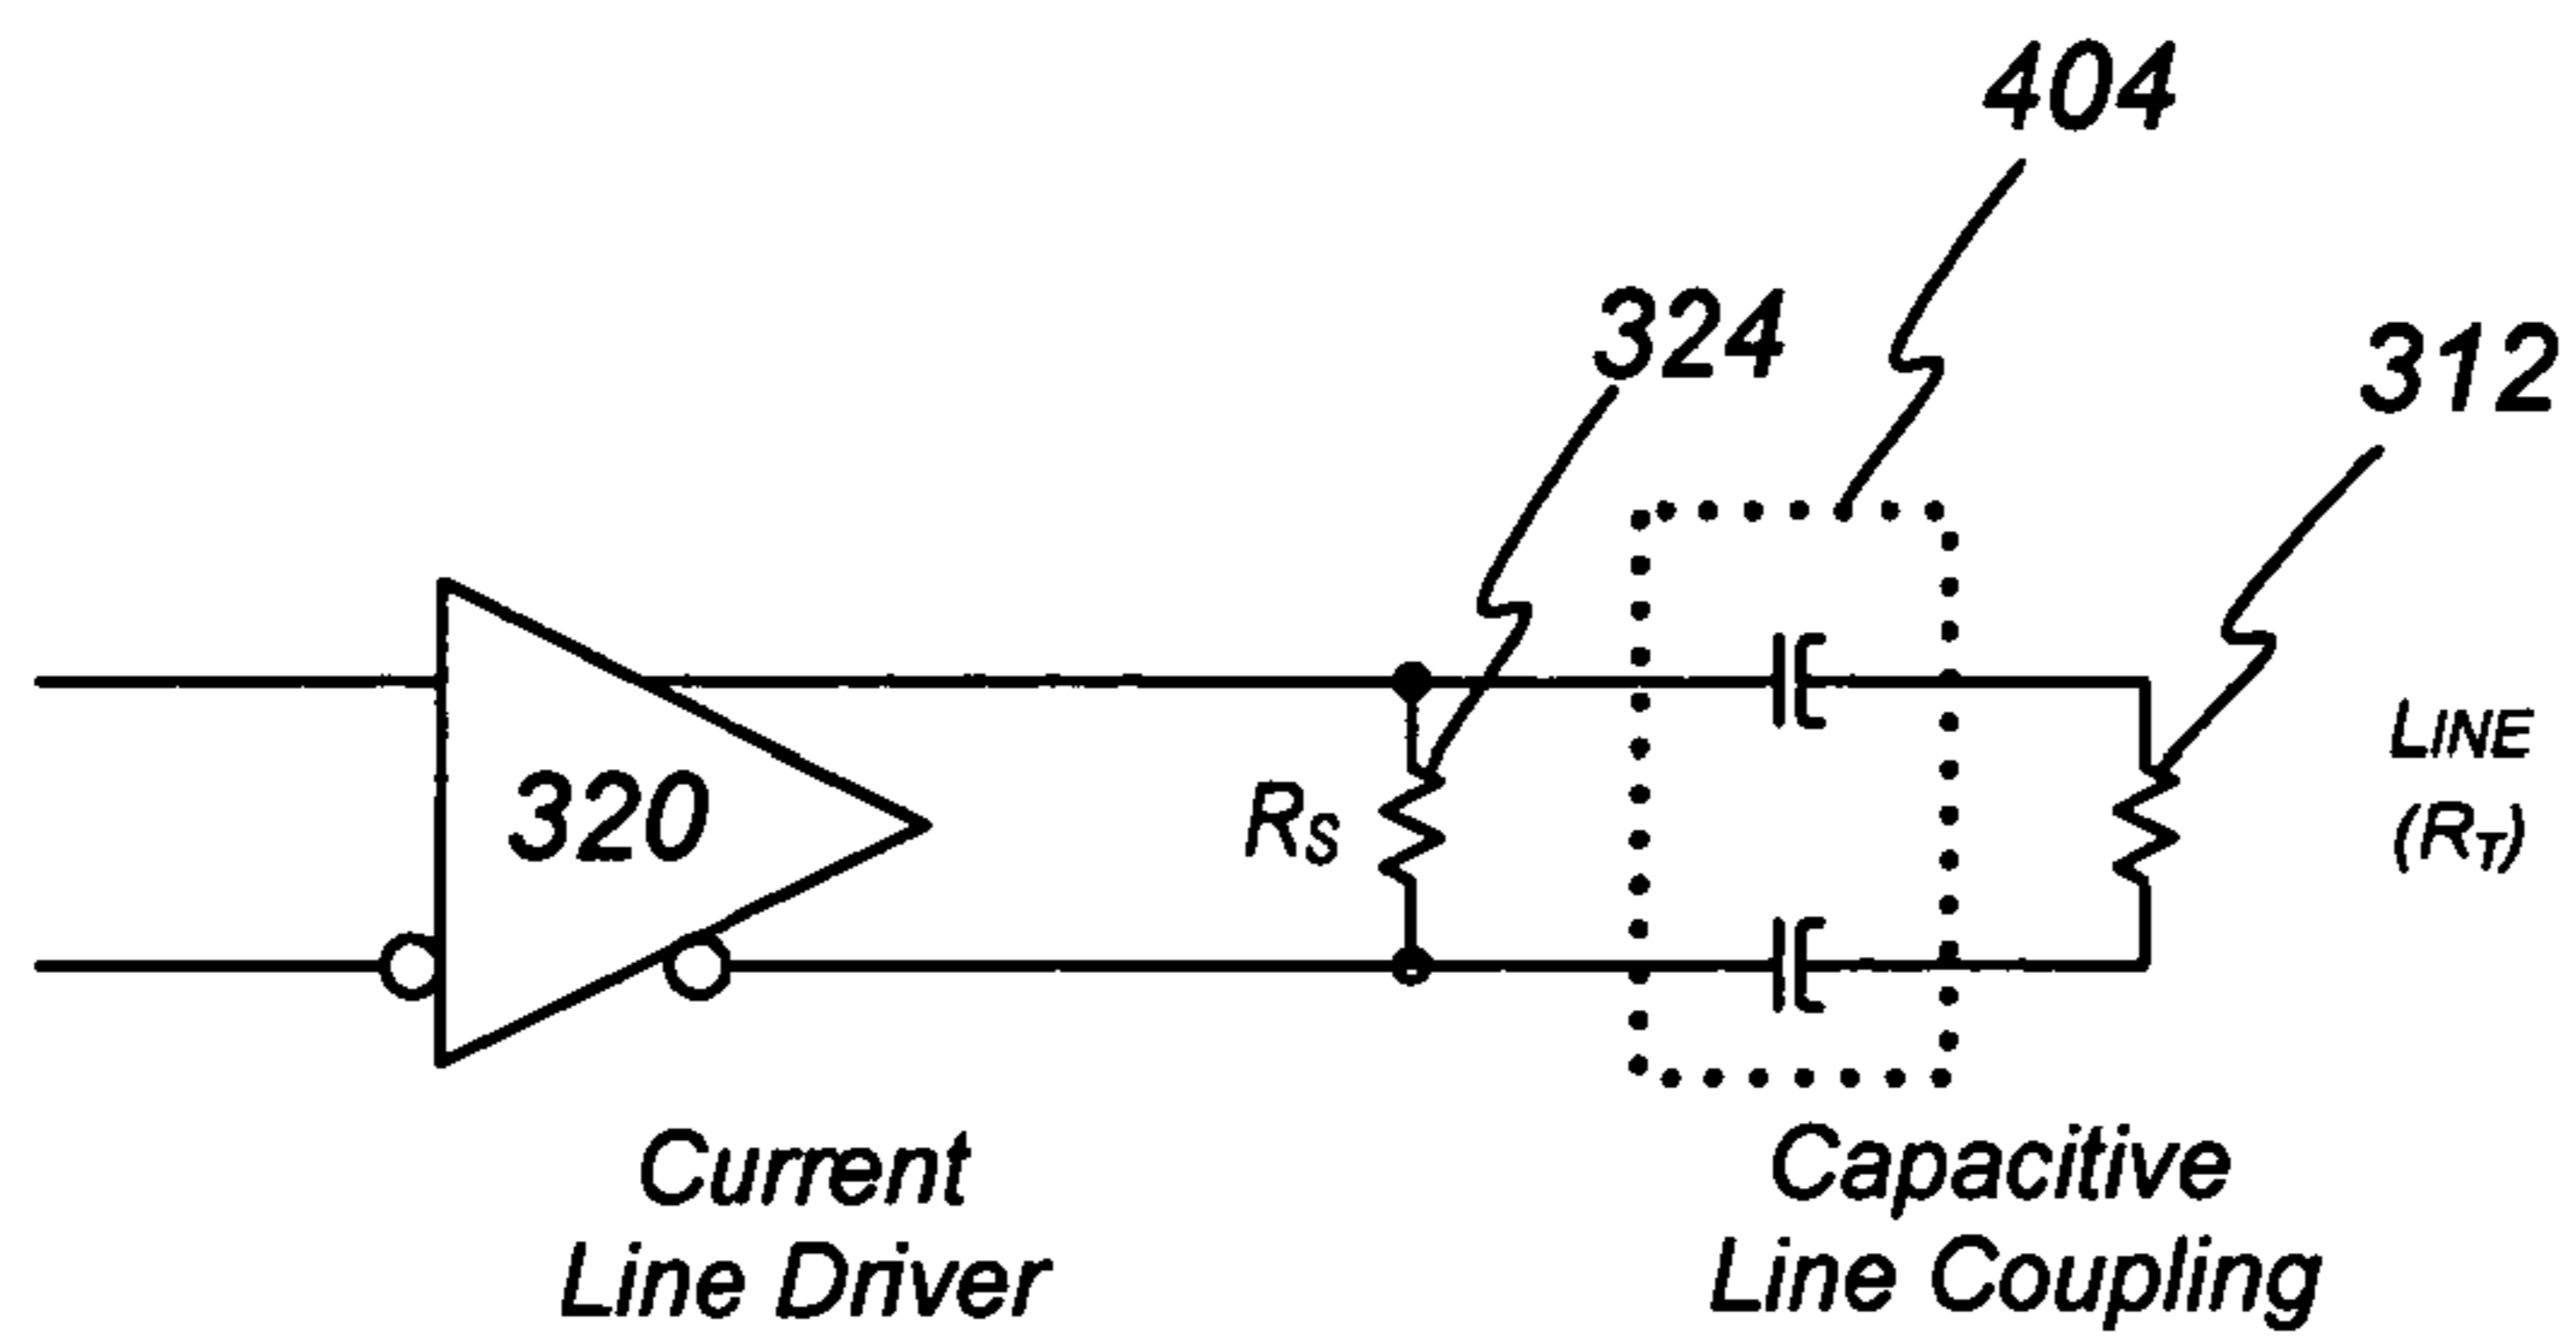 404
324
312
LINE
(RT)
RS
320
Current
Line Driver
Capacitive
Line Coupling